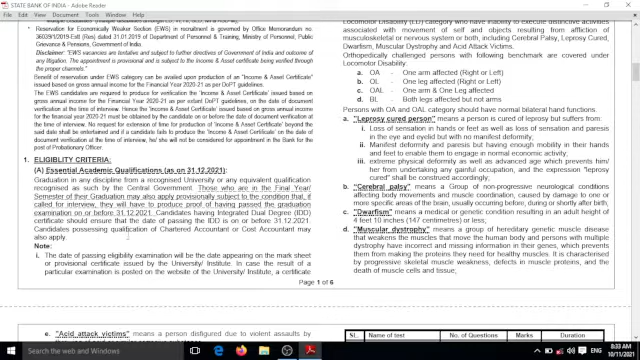 STATE BANK OF INDIA - Adobe Reader
File Edit View Window Help
• Reservation for Economically Weaker Section (EWS) in recruitment is governed by Office Memorandum no.
36039/1/2019-Estt (Res) dated 31.01.2019 of Department of Personnel & Training, Ministry of Personnel, Public
Grievance & Pensions, Government of India.
Disclaimer: "EWS vacancies are tentative and subject to further directives of Government of India and outcome of
any litigation. The appointment is provisional and is subject to the Income & Asset certificate being verified through
the proper channels."
Benefit of reservation under EWS category can be availed upon production of an "Income & Asset Certificate"
issued based on gross annual income for the Financial Year 2020-21 as per DoPT guidelines.
The EWS candidates are required to produce for verification the 'Income & Asset certificate' issued based on
gross annual income for the Financial Year 2020-21 as per extant DoPT guidelines, on the date of document
verification at the time of interview. Hence the 'Income & Asset certificate' issued based on gross annual income
for the financial year 2020-21 must be obtained by the candidate on or before the date of document verification at the time
of interview. No request for extension of time for production of 'Income & Asset certificate' beyond the
said date shall be entertained and if a candidate fails to produce the 'Income & Asset Certificate' on the date of
document verification at the time of interview, he/she will not be considered for appointment in the Bank for the
post of Probationary Officer.
1. ELIGIBILITY CRITERIA:
(A) Essential Academic Qualifications (as on 31.12.2021):
Graduation in any discipline from a recognised University or any equivalent qualification
recognised as such by the Central Government. Those who are in the Final Year/
Semester of their Graduation may also apply provisionally subject to the condition that, if
called for interview, they will have to produce proof of having passed the graduation
examination on or before 31.12.2021. Candidates having Integrated Dual Degree (IDD)
certificate should ensure that the date of passing the IDD is on or before 31.12.2021.
Candidates possessing qualification of Chartered Accountant or Cost Accountant may
also apply.
Note:
i. The date of passing eligibility examination will be the date appearing on the mark sheet
or provisional certificate issued by the University/ Institute. In case the result of a
particular examination is posted on the website of the University/ Institute, a certificate
Locomotor Disability (LD) category who have inability to execute distinctive activities
associated with movement of self and objects resulting from affliction of
musculoskeletal or nervous system or both, including Cerebral Palsy, Leprosy Cured,
Dwarfism, Muscular Dystrophy and Acid Attack Victims.
Orthopedically challenged persons with following benchmark are covered under
Locomotor Disability:
a. OA - One arm affected (Right or Left)
b. OL - One leg affected (Right or Left)
c. OAL - One arm & One Leg affected
d. BL - Both legs affected but not arms
Persons with OA and OAL category should have normal bilateral hand functions.
a. "Leprosy cured person" means a person is cured of leprosy but suffers from:
i. Loss of sensation in hands or feet as well as loss of sensation and paresis
in the eye and eyelid but with no manifest deformity,
ii. Manifest deformity and paresis but having enough mobility in their hands
and feet to enable them to engage in normal economic activity;
iii. extreme physical deformity as well as advanced age which prevents him/
her from undertaking any gainful occupation, and the expression "leprosy
cured" shall be construed accordingly;
b. "Cerebral palsy" means a Group of non-progressive neurological conditions
affecting body movements and muscle coordination, caused by damage to one or
more specific areas of the brain, usually occurring before, during or shortly after birth;
c. "Dwarfism" means a medical or genetic condition resulting in an adult height of
4 feet 10 inches (147 centimetres) or less;
d. "Muscular dystrophy" means a group of hereditary genetic muscle disease
that weakens the muscles that move the human body and persons with multiple
dystrophy have incorrect and missing information in their genes, which prevents
them from making the proteins they need for healthy muscles. It is characterised
by progressive skeletal muscle weakness, defects in muscle proteins, and the
death of muscle cells and tissue;
Page 1 of 6
e. "Acid attack victims" means a person disfigured due to violent assaults by
SL. Name of test No. of Questions Marks Duration
Search the web and Windows
ENG
8:33 AM
10/11/2021